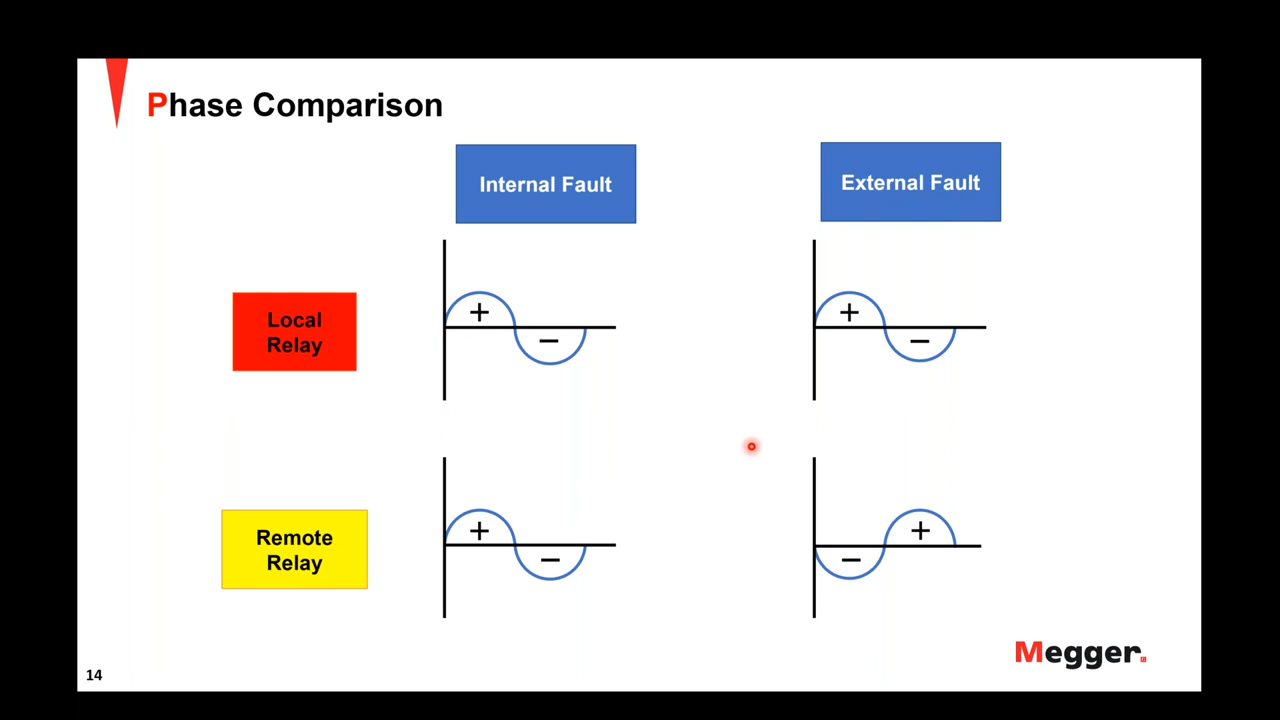 Phase Comparison
Internal Fault
External Fault
Local
Relay
+
−
+
−
Remote
Relay
+
−
−
+
Megger
14